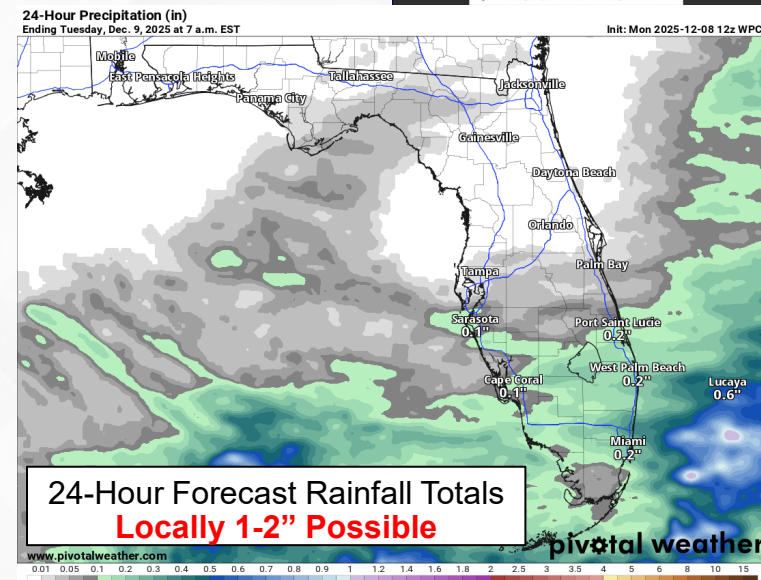 24-Hour Precipitation (in)
Ending Tuesday, Dec. 9, 2025 at 7 a.m. EST
Init: Mon 2025-12-08 12z WPC
Mobile
East Pensacola Heights
Tallahassee
Jacksonville
Panama City
Gainesville
Daytona Beach
Orlando
Palm Bay
Tampa
Sarasota
0.1"
Port Saint Lucie
0.2"
West Palm Beach
0.2"
Cape Coral
0.1"
Lucaya
0.6"
Miami
0.2"
24-Hour Forecast Rainfall Totals
Locally 1-2” Possible
www.pivotalweather.com
pivotal weather
0.01 0.05 0.1 0.2 0.3 0.4 0.5 0.6 0.7 0.8 0.9 1.2 1.4 1.6 1.8 2 2.5 3.5 4 5 6 10 15